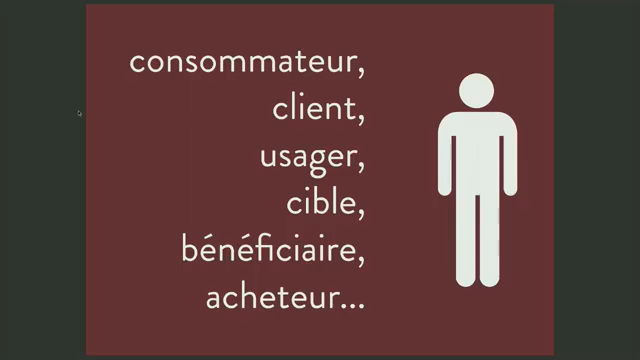 consommateur,
client,
usager,
cible,
bénéficiaire,
acheteur...